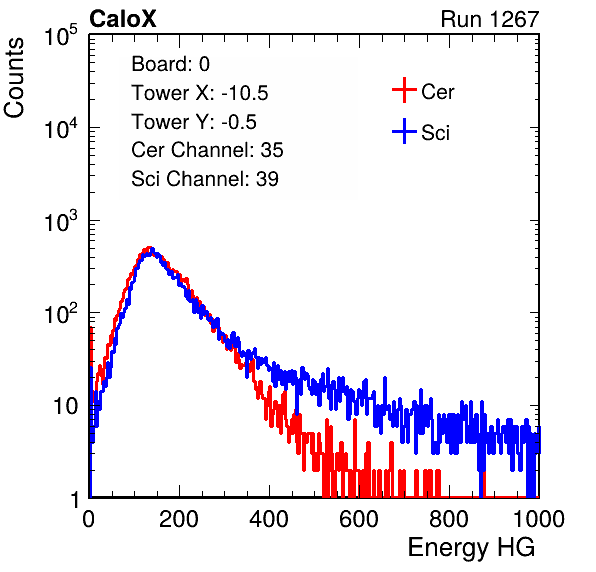 CaloX Run 1267
Counts
Board: 0
Tower X: -10.5
Tower Y: -0.5
Cer Channel: 35
Sci Channel: 39
Cer
Sci
10^5
10^4
10^3
10^2
10
1
0 200 400 600 800 1000
Energy HG